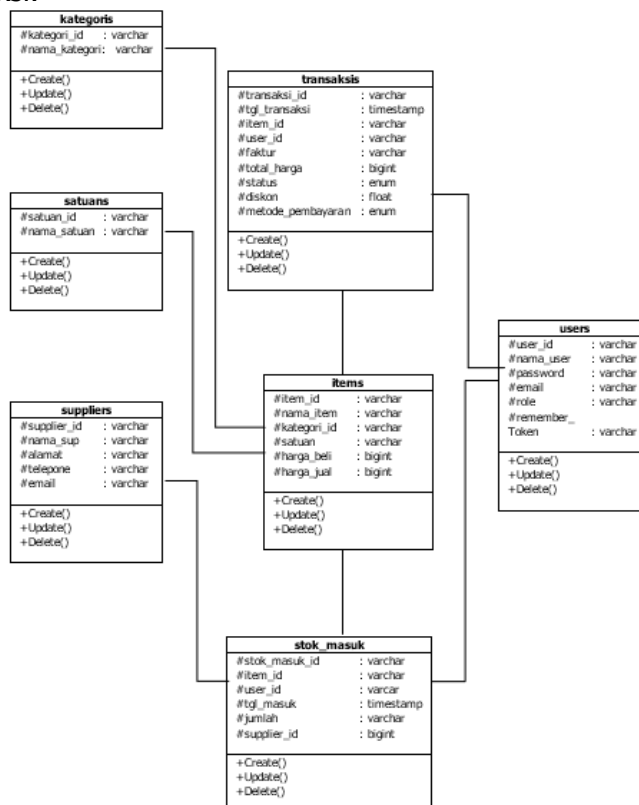 kategoris
#kategori_id : varchar
#nama_kategori: varchar
+Create()
+Update()
+Delete()
transaksis
#transaksi_id : varchar
#tgl_transaksi : timestamp
#item_id : varchar
#user_id : varchar
#faktur : varchar
#total_harga : bigint
#status : enum
#diskon : float
#metode_pembayaran : enum
+Create()
+Update()
+Delete()
satuans
#satuan_id : varchar
#nama_satuan : varchar
+Create()
+Update()
+Delete()
users
#user_id : varchar
#nama_user : varchar
#password : varchar
#email : varchar
#role : varchar
#remember_
Token : varchar
+Create()
+Update()
+Delete()
items
#item_id : varchar
#nama_item : varchar
#kategori_id : varchar
#satuan : varchar
#harga_beli : bigint
#harga_jual : bigint
+Create()
+Update()
+Delete()
suppliers
#supplier_id : varchar
#nama_sup : varchar
#alamat : varchar
#telepone : varchar
#email : varchar
+Create()
+Update()
+Delete()
stok_masuk
#stok_masuk_id : varchar
#item_id : varchar
#user_id : varcar
#tgl_masuk : timestamp
#jumlah : varchar
#supplier_id : bigint
+Create()
+Update()
+Delete()